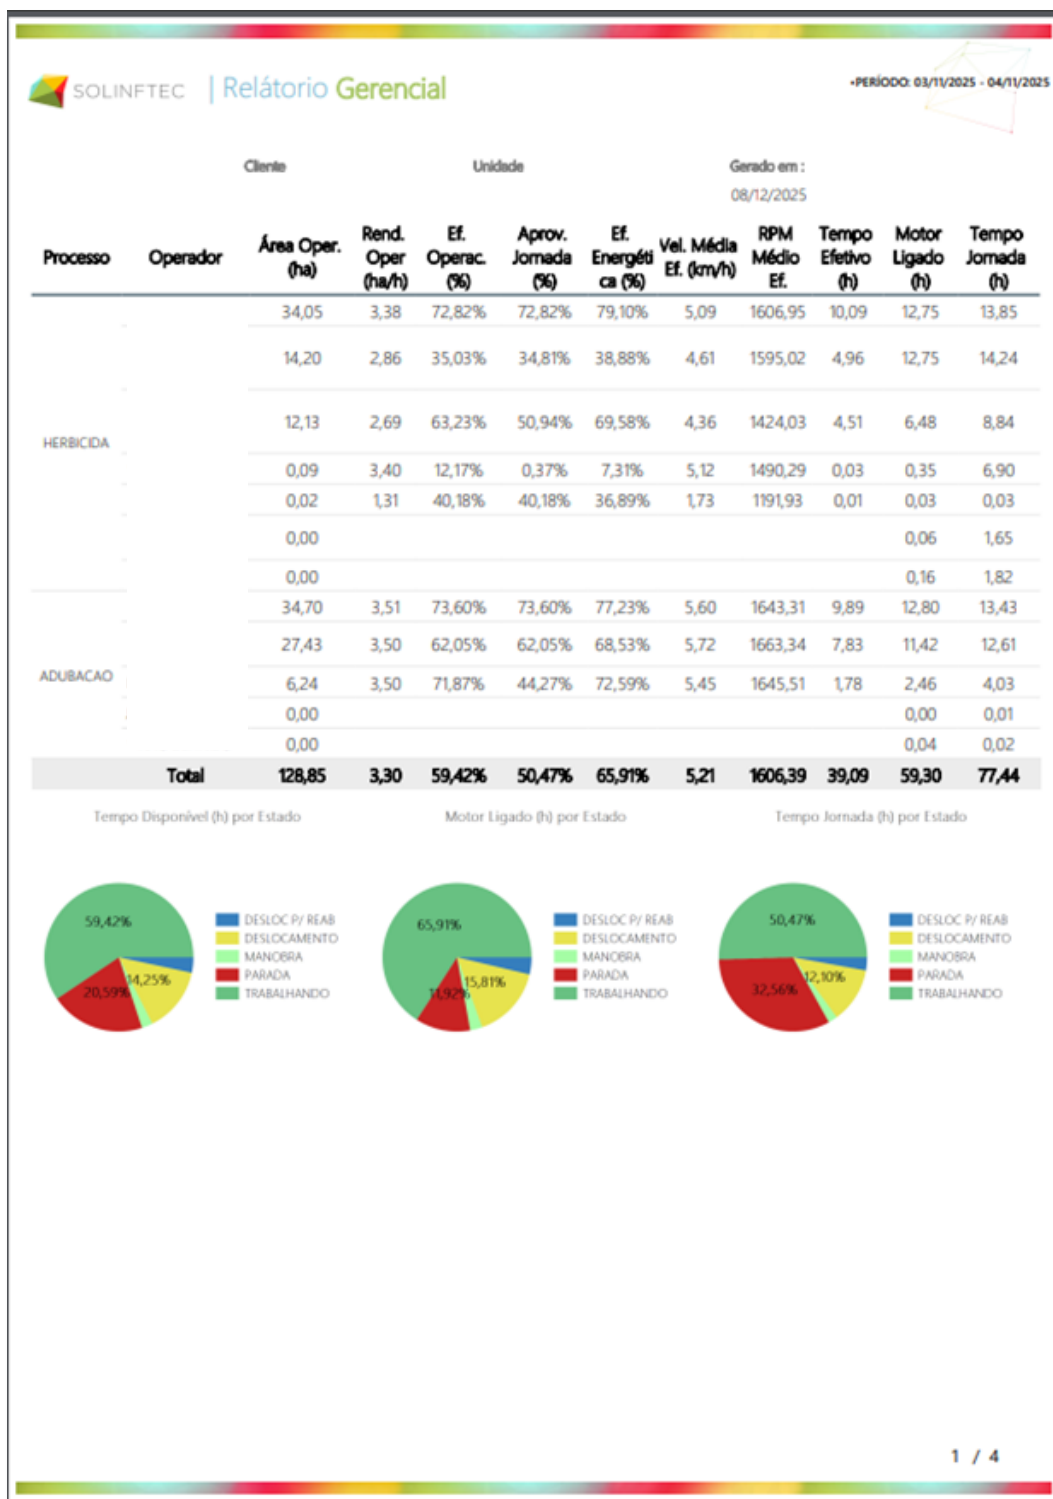 SOLINFTEC | Relátorio Gerencial
•PERÍODO: 03/11/2025 - 04/11/2025
Cliente Unidade Gerado em :
08/12/2025
Processo Operador Área Oper. (ha) Rend. Oper (ha/h) Ef. Operac. (%) Aprov. Jornada (%) Ef. Energéti ca (%) Vel. Média Ef. (km/h) RPM Médio Ef. Tempo Efetivo (h) Motor Ligado (h) Tempo Jornada (h)
HERBICIDA
34,05 3,38 72,82% 72,82% 79,10% 5,09 1606,95 10,09 12,75 13,85
14,20 2,86 35,03% 34,81% 38,88% 4,61 1595,02 4,96 12,75 14,24
12,13 2,69 63,23% 50,94% 69,58% 4,36 1424,03 4,51 6,48 8,84
0,09 3,40 12,17% 0,37% 7,31% 5,12 1490,29 0,03 0,35 6,90
0,02 1,31 40,18% 40,18% 36,89% 1,73 1191,93 0,01 0,03 0,03
0,00 0,06 1,65
0,00 0,16 1,82
ADUBACAO
34,70 3,51 73,60% 73,60% 77,23% 5,60 1643,31 9,89 12,80 13,43
27,43 3,50 62,05% 62,05% 68,53% 5,72 1663,34 7,83 11,42 12,61
6,24 3,50 71,87% 44,27% 72,59% 5,45 1645,51 1,78 2,46 4,03
0,00 0,00 0,01
0,00 0,04 0,02
Total 128,85 3,30 59,42% 50,47% 65,91% 5,21 1606,39 39,09 59,30 77,44
Tempo Disponível (h) por Estado
59,42%
14,25%
20,59%
DESLOC P/ REAB
DESLOCAMENTO
MANOBRA
PARADA
TRABALHANDO
Motor Ligado (h) por Estado
65,91%
15,81%
11,92%
DESLOC P/ REAB
DESLOCAMENTO
MANOBRA
PARADA
TRABALHANDO
Tempo Jornada (h) por Estado
50,47%
12,10%
32,56%
DESLOC P/ REAB
DESLOCAMENTO
MANOBRA
PARADA
TRABALHANDO
1 / 4